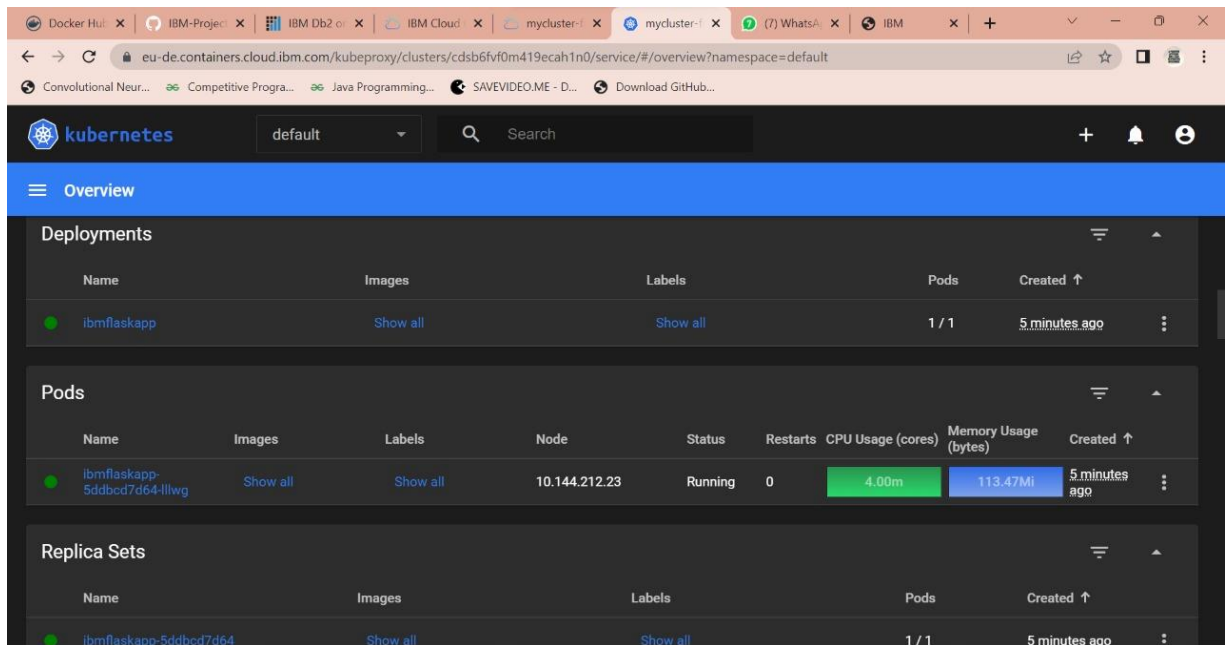 Docker Hub
IBM-Project
IBM Db2 o
IBM Cloud
mycluster-f
mycluster-f
(7) WhatsA
IBM
eu-de.containers.cloud.ibm.com/kubeproxy/clusters/cdsb6fvf0m419ecah1n0/service/#/overview?namespace=default
Convolutional Neur... Competitive Progra... Java Programming... SAVEVIDEO.ME - D... Download GitHub...
kubernetes default Search
Overview
Deployments
Name Images Labels Pods Created ↑
ibmflaskapp Show all Show all 1 / 1 5 minutes ago
Pods
Name Images Labels Node Status Restarts CPU Usage (cores) Memory Usage (bytes) Created ↑
ibmflaskapp-5ddbcd7d64-lllwg Show all Show all 10.144.212.23 Running 0 4.00m 113.47Mi 5 minutes ago
Replica Sets
Name Images Labels Pods Created ↑
ibmflaskapp-5ddbcd7d64 Show all Show all 1 / 1 5 minutes ago